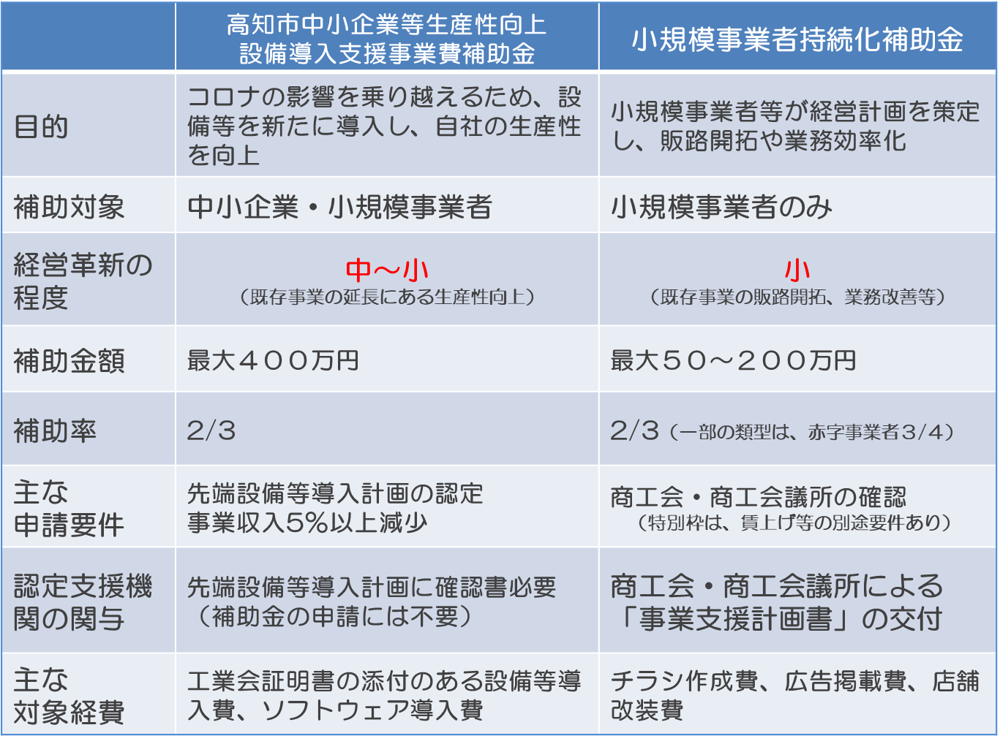 高知市中小企業等生産性向上
設備導入支援事業費補助金
小規模事業者持続化補助金
目的
コロナの影響を乗り越えるため、設
備等を新たに導入し、自社の生産性
を向上
小規模事業者等が経営計画を策定
し、販路開拓や業務効率化
補助対象
中小企業・小規模事業者
小規模事業者のみ
経営革新の
程度
中～小
（既存事業の延長にある生産性向上）
小
（既存事業の販路開拓、業務改善等）
補助金額
最大４００万円
最大５０～２００万円
補助率
2/3
2/3（一部の類型は、赤字事業者３/４）
主な
申請要件
先端設備等導入計画の認定
事業収入5%以上減少
商工会・商工会議所の確認
（特別枠は、賃上げ等の別途要件あり）
認定支援機
関の関与
先端設備等導入計画に確認書必要
（補助金の申請には不要）
商工会・商工会議所による
「事業支援計画書」の交付
主な
対象経費
工業会証明書の添付のある設備等導
入費、ソフトウェア導入費
チラシ作成費、広告掲載費、店舗
改装費